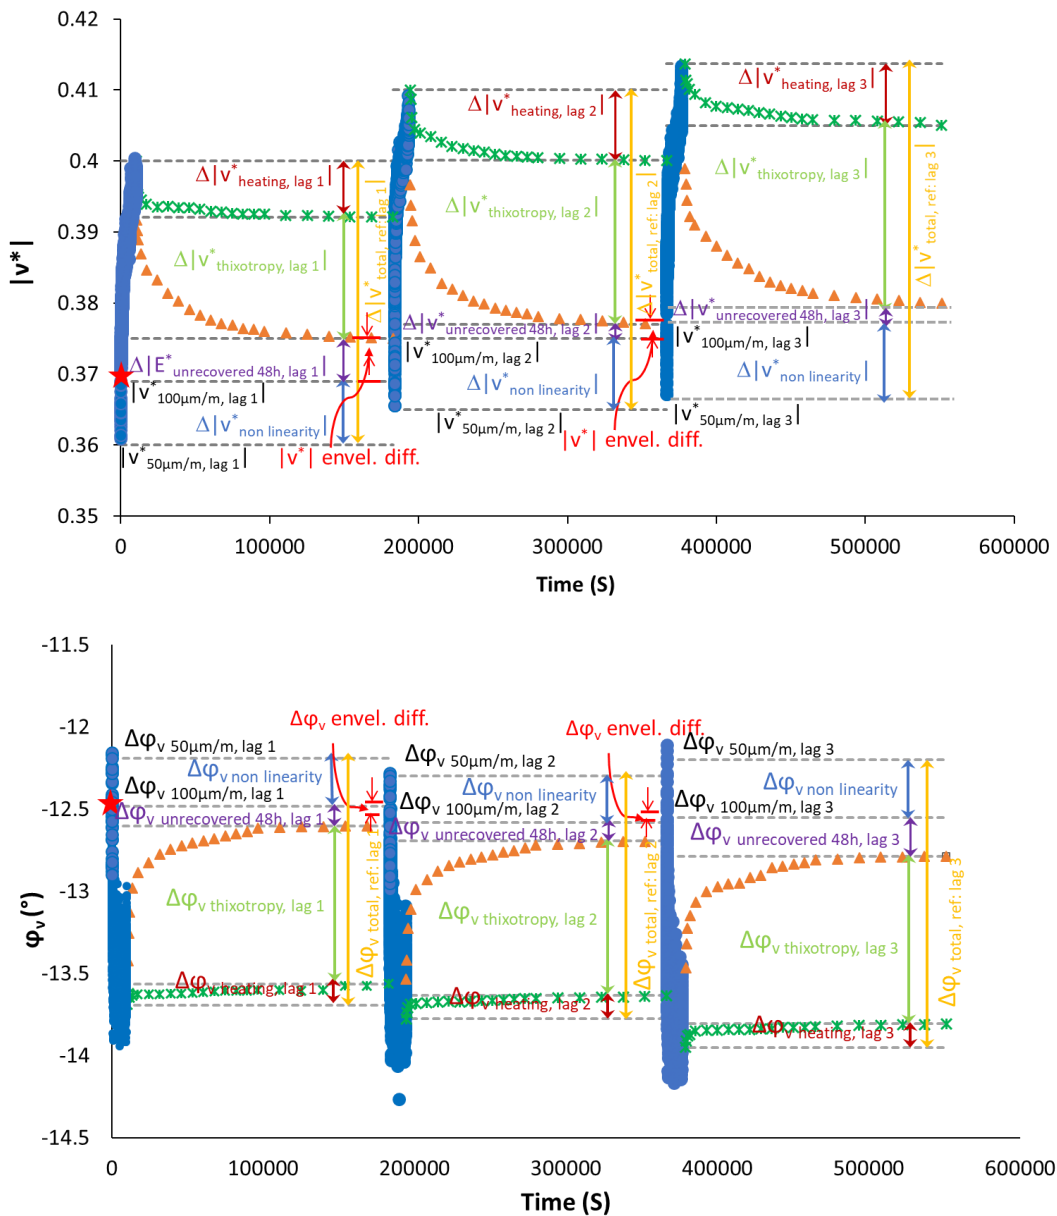 0.42
0.41
0.4
0.39
0.38
0.37
0.36
0.35
|v*|
Δ|v*heating, lag 1|
Δ|v*thixotropy, lag 1|
Δ|v*total, ref: lag 1|
Δ|E*unrecovered 48h, lag 1|
|v*100μm/m, lag 1|
Δ|v*non linearity|
|v*50μm/m, lag 1|
|v*| envel. diff.
Δ|v*heating, lag 2|
Δ|v*thixotropy, lag 2|
Δ|v*total, ref: lag 2|
Δ|v*unrecovered 48h, lag 2|
|v*100μm/m, lag 2|
Δ|v*non linearity|
|v*50μm/m, lag 2|
|v*| envel. diff.
Δ|v*heating, lag 3|
Δ|v*thixotropy, lag 3|
Δ|v*total, ref: lag 3|
Δ|v*unrecovered 48h, lag 3|
|v*100μm/m, lag 3|
Δ|v*non linearity|
|v*50μm/m, lag 3|
0 100000 200000 300000 400000 500000 600000
Time (S)
-11.5
-12
-12.5
-13
-13.5
-14
-14.5
φv (°)
Δφv envel. diff.
Δφv 50μm/m, lag 1
Δφv non linearity
Δφv 100μm/m, lag 1
Δφv unrecovered 48h, lag 1
Δφv thixotropy, lag 1
Δφv total, ref: lag 1
Δφv heating, lag 1
Δφv envel. diff.
Δφv 50μm/m, lag 2
Δφv non linearity
Δφv 100μm/m, lag 2
Δφv unrecovered 48h, lag 2
Δφv thixotropy, lag 2
Δφv total, ref: lag 2
Δφv heating, lag 2
Δφv 50μm/m, lag 3
Δφv non linearity
Δφv 100μm/m, lag 3
Δφv unrecovered 48h, lag 3
Δφv thixotropy, lag 3
Δφv total, ref: lag 3
Δφv heating, lag 3
0 100000 200000 300000 400000 500000 600000
Time (S)